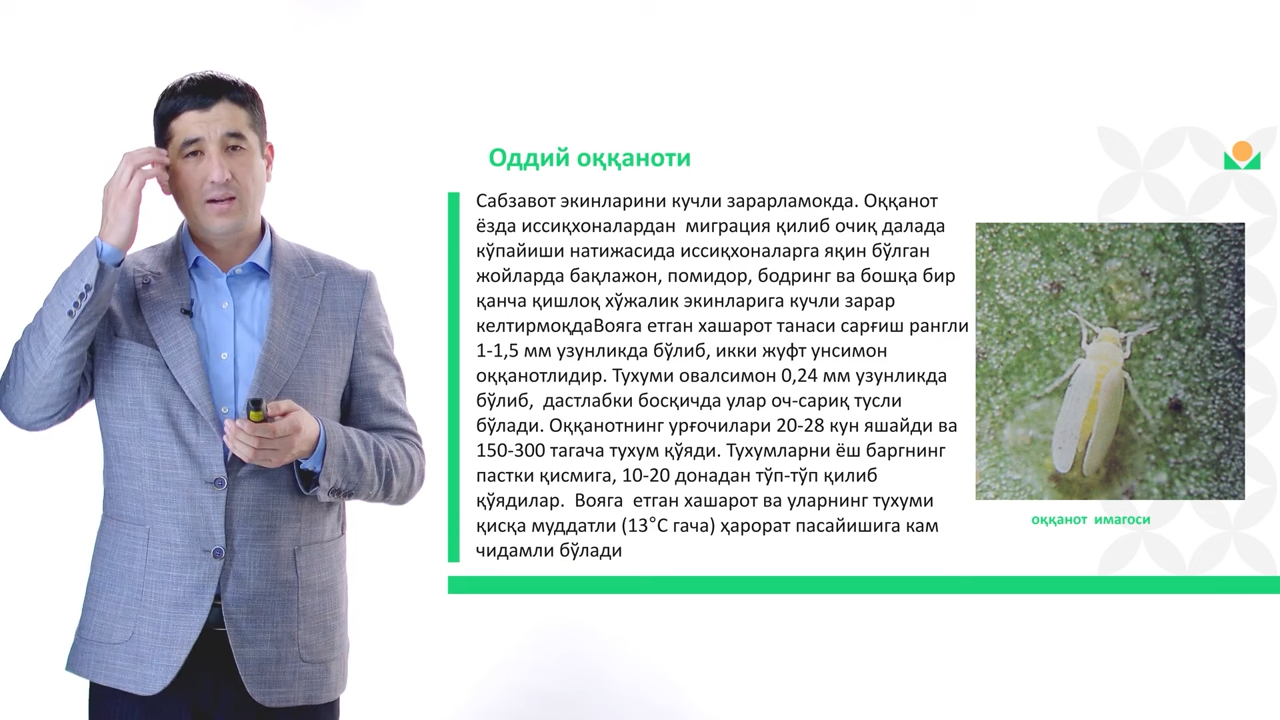 Оддий оққаноти
Сабзавот экинларини кучли зарарламокда. Оққанот
ёзда иссиқхоналардан миграция қилиб очиқ далада
кўпайиши натижасида иссиқхоналарга яқин бўлган
жойларда бақлажон, помидор, бодринг ва бошқа бир
қанча қишлоқ хўжалик экинларига кучли зарар
келтирмоқдаВояга етган хашарот танаси сарғиш рангли
1-1,5 мм узунликда бўлиб, икки жуфт унсимон
оққанотлидир. Тухуми овалсимон 0,24 мм узунликда
бўлиб, дастлабки босқичда улар оч-сариқ тусли
бўлади. Оққанотнинг урғочилари 20-28 кун яшайди ва
150-300 тагача тухум қўяди. Тухумларни ёш баргнинг
пастки қисмига, 10-20 донадан тўп-тўп қилиб
қўядилар. Вояга етган хашарот ва уларнинг тухуми
қисқа муддатли (13°С гача) ҳарорат пасайишига кам
чидамли бўлади
оққанот имагоси